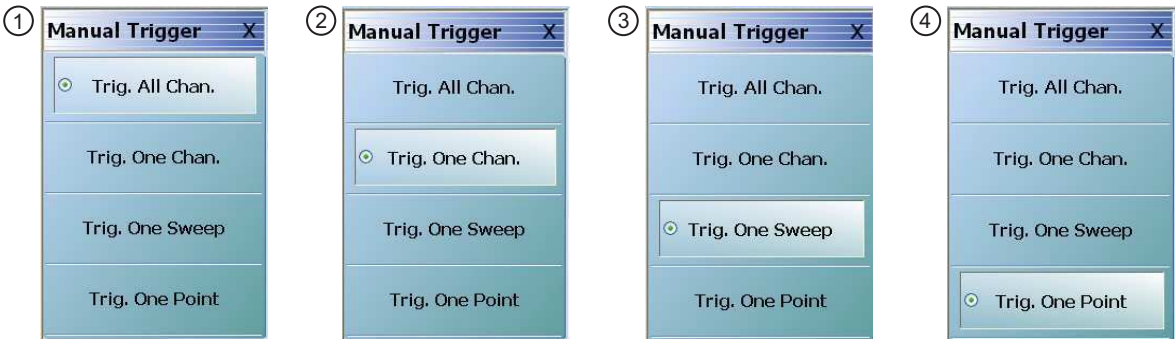 ① Manual Trigger X
Trig. All Chan.
Trig. One Chan.
Trig. One Sweep
Trig. One Point
② Manual Trigger X
Trig. All Chan.
Trig. One Chan.
Trig. One Sweep
Trig. One Point
③ Manual Trigger X
Trig. All Chan.
Trig. One Chan.
Trig. One Sweep
Trig. One Point
④ Manual Trigger X
Trig. All Chan.
Trig. One Chan.
Trig. One Sweep
Trig. One Point